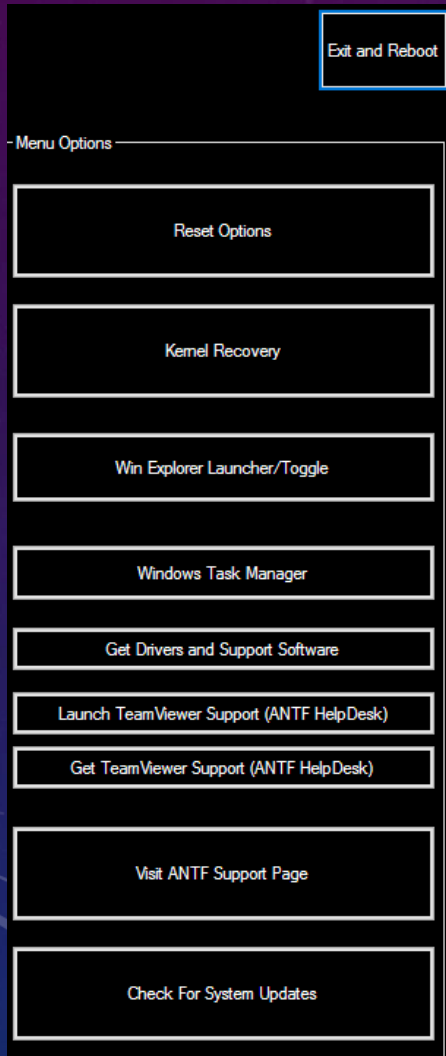 Exit and Reboot
Menu Options
Reset Options
Kernel Recovery
Win Explorer Launcher/Toggle
Windows Task Manager
Get Drivers and Support Software
Launch TeamViewer Support (ANTF HelpDesk)
Get TeamViewer Support (ANTF HelpDesk)
Visit ANTF Support Page
Check For System Updates